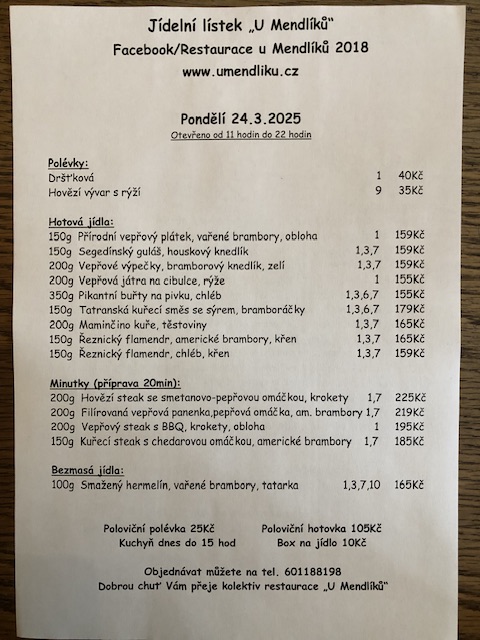 Jídelní lístek „U Mendlíků“
Facebook/Restaurace u Mendlíků 2018
www.umendliku.cz
Pondělí 24.3.2025
Otevřeno od 11 hodin do 22 hodin
Polévky:
Dršťková 1 40Kč
Hovězí vývar s rýží 9 35Kč
Hotová jídla:
150g Přírodní vepřový plátek, vařené brambory, obloha 1 159Kč
150g Segedínský guláš, houskový knedlík 1,3,7 159Kč
200g Vepřové výpečky, bramborový knedlík, zelí 1,3,7 159Kč
200g Vepřová játra na cibulce, rýže 1 155Kč
350g Pikantní buřty na pivku, chléb 1,3,6,7 155Kč
150g Tatranská kuřecí směs se sýrem, bramboráčky 1,3,6,7 179Kč
200g Maminčino kuře, těstoviny 1,3,7 165Kč
150g Řeznický flamendr, americké brambory, křen 1,3,7 165Kč
150g Řeznický flamendr, chléb, křen 1,3,7 159Kč
Minutky (příprava 20min):
200g Hovězí steak se smetanovo-pepřovou omáčkou, krokety 1,7 225Kč
200g Filírovaná vepřová panenka,pepřová omáčka, am. brambory 1,7 219Kč
200g Vepřový steak s BBQ, krokety, obloha 1 195Kč
150g Kuřecí steak s chedarovou omáčkou, americké brambory 1,7 185Kč
Bezmasá jídla:
100g Smažený hermelín, vařené brambory, tatarka 1,3,7,10 165Kč
Poloviční polévka 25Kč Poloviční hotovka 105Kč
Kuchyň dnes do 15 hod Box na jídlo 10Kč
Objednávat můžete na tel. 601188198
Dobrou chuť Vám přeje kolektiv restaurace „U Mendlíků“